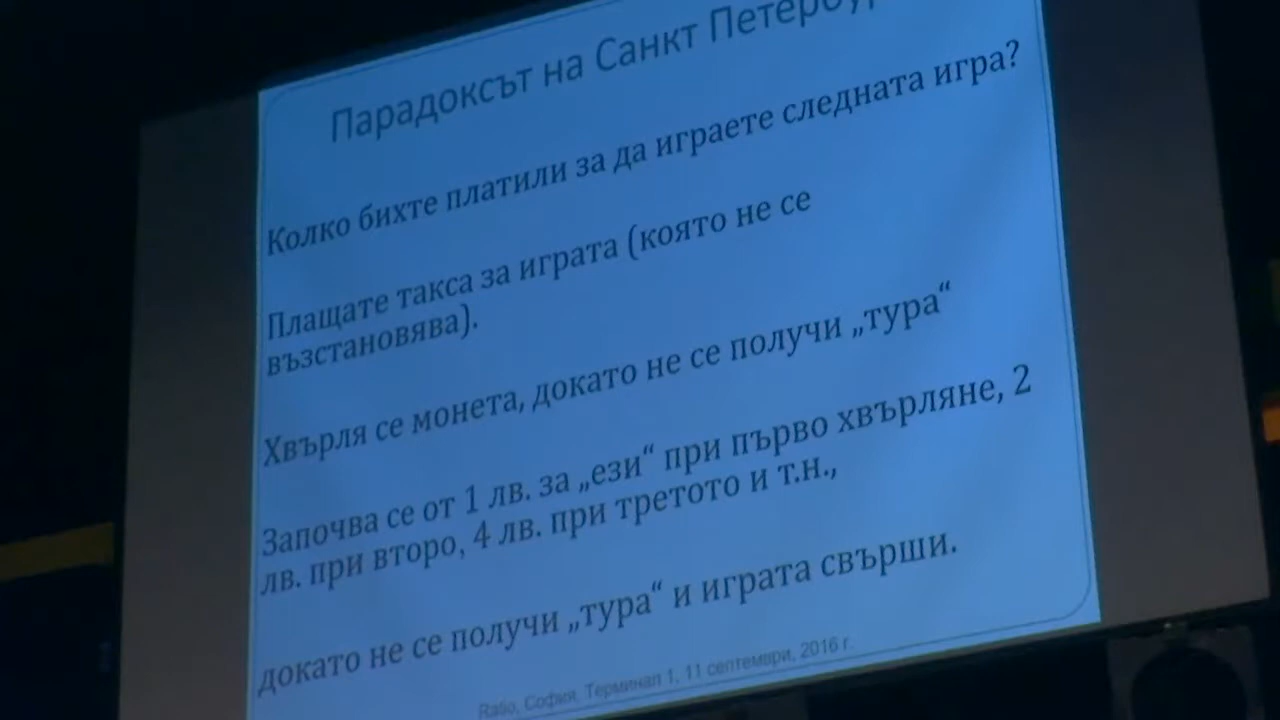 Парадоксът на Санкт
Колко бихте платили за да играете следната игра?
Плащате такса за играта (която не се
възстановява).
Хвърля се монета, докато не се получи „тура“
Започва се от 1 лв. за „ези“ при първо хвърляне, 2
лв. при второ, 4 лв. при третото и т.н.,
докато не се получи „тура“ и играта свърши.
Ratio, София, Терминал 1, 11 септември, 2016 г.